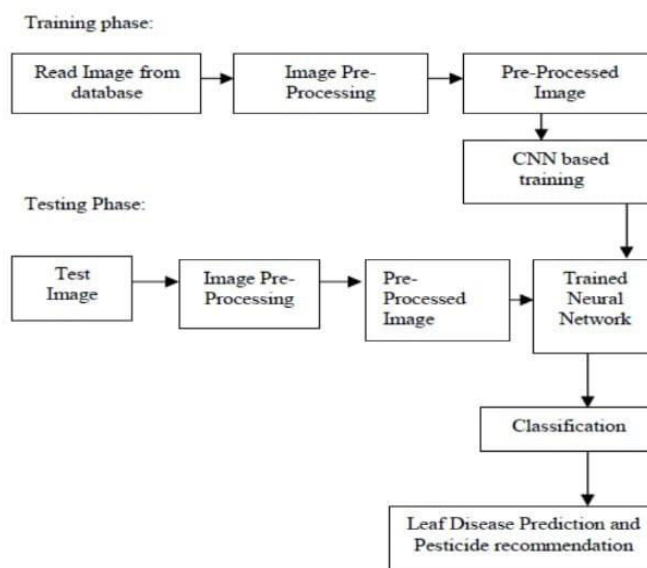 Training phase:
Read Image from
database
Image Pre-
Processing
Pre-Processed
Image
CNN based
training
Testing Phase:
Test
Image
Image Pre-
Processing
Pre-
Processed
Image
Trained
Neural
Network
Classification
Leaf Disease Prediction and
Pesticide recommendation